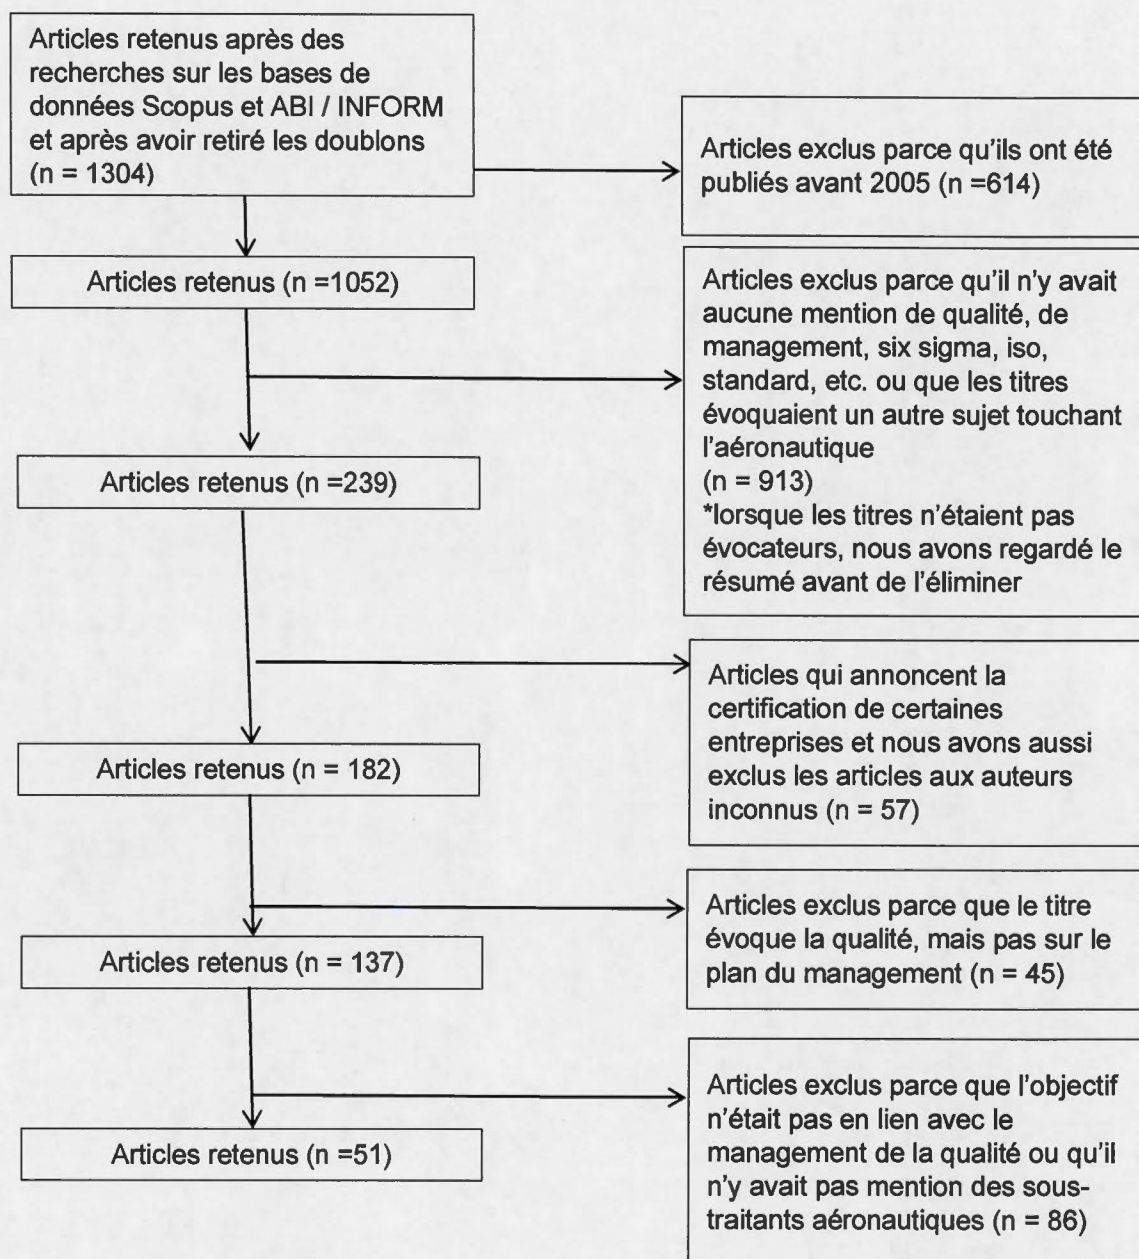 Articles retenus après des
recherches sur les bases de
données Scopus et ABI / INFORM
et après avoir retiré les doublons
(n = 1304)
Articles exclus parce qu'ils ont été
publiés avant 2005 (n =614)
Articles retenus (n =1052)
Articles exclus parce qu'il n'y avait
aucune mention de qualité, de
management, six sigma, iso,
standard, etc. ou que les titres
évoquaient un autre sujet touchant
l'aéronautique
(n = 913)
*lorsque les titres n'étaient pas
évocateurs, nous avons regardé le
résumé avant de l'éliminer
Articles retenus (n =239)
Articles qui annoncent la
certification de certaines
entreprises et nous avons aussi
exclus les articles aux auteurs
inconnus (n = 57)
Articles retenus (n = 182)
Articles exclus parce que le titre
évoque la qualité, mais pas sur le
plan du management (n = 45)
Articles retenus (n = 137)
Articles exclus parce que l'objectif
n'était pas en lien avec le
management de la qualité ou qu'il
n'y avait pas mention des sous-
traitants aéronautiques (n = 86)
Articles retenus (n =51)